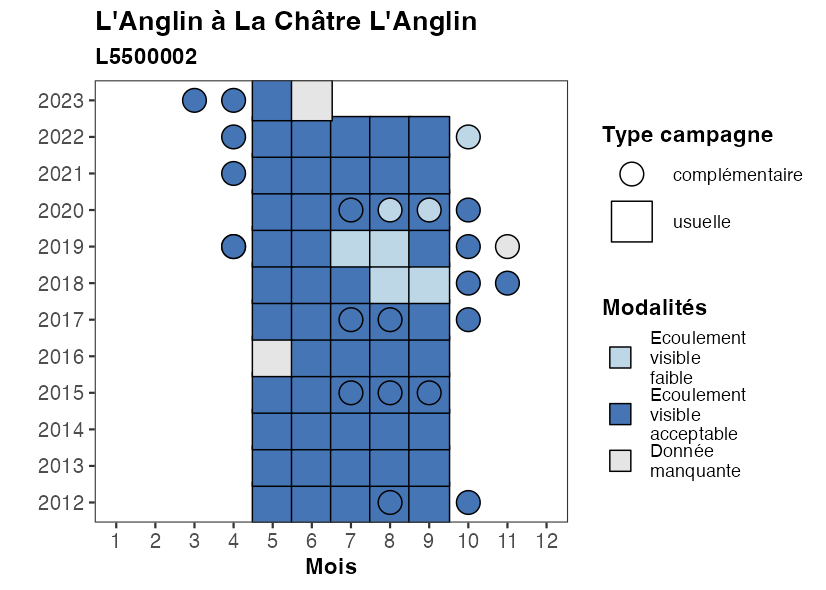 L'Anglin à La Châtre L'Anglin
L5500002
2023
2022
2021
2020
2019
2018
2017
2016
2015
2014
2013
2012
1 2 3 4 5 6 7 8 9 10 11 12
Mois
Type campagne
complémentaire
usuelle
Modalités
Ecoulement
visible
faible
Ecoulement
visible
acceptable
Donnée
manquante